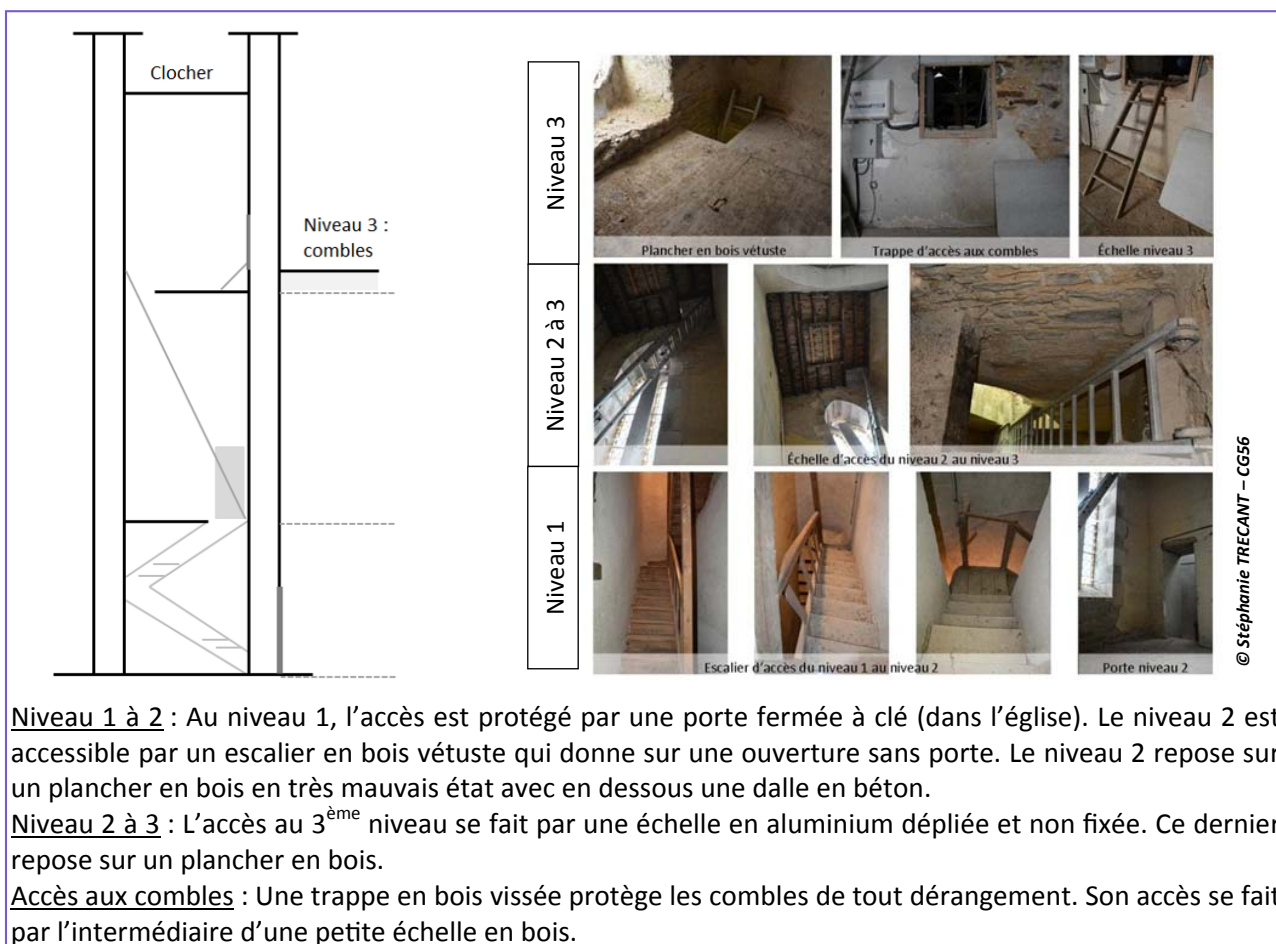 Clocher
Niveau 3 :
combles
Niveau 3
Plancher en bois vétuste
Trappe d'accès aux combles
Échelle niveau 3
Niveau 2 à 3
Échelle d'accès du niveau 2 au niveau 3
Niveau 1
Escalier d'accès du niveau 1 au niveau 2
Porte niveau 2
© Stéphanie TRECANT – CG56
Niveau 1 à 2 : Au niveau 1, l'accès est protégé par une porte fermée à clé (dans l'église). Le niveau 2 est
accessible par un escalier en bois vétuste qui donne sur une ouverture sans porte. Le niveau 2 repose sur
un plancher en bois en très mauvais état avec en dessous une dalle en béton.
Niveau 2 à 3 : L'accès au 3ème niveau se fait par une échelle en aluminium dépliée et non fixée. Ce dernier
repose sur un plancher en bois.
Accès aux combles : Une trappe en bois vissée protège les combles de tout dérangement. Son accès se fait
par l'intermédiaire d'une petite échelle en bois.